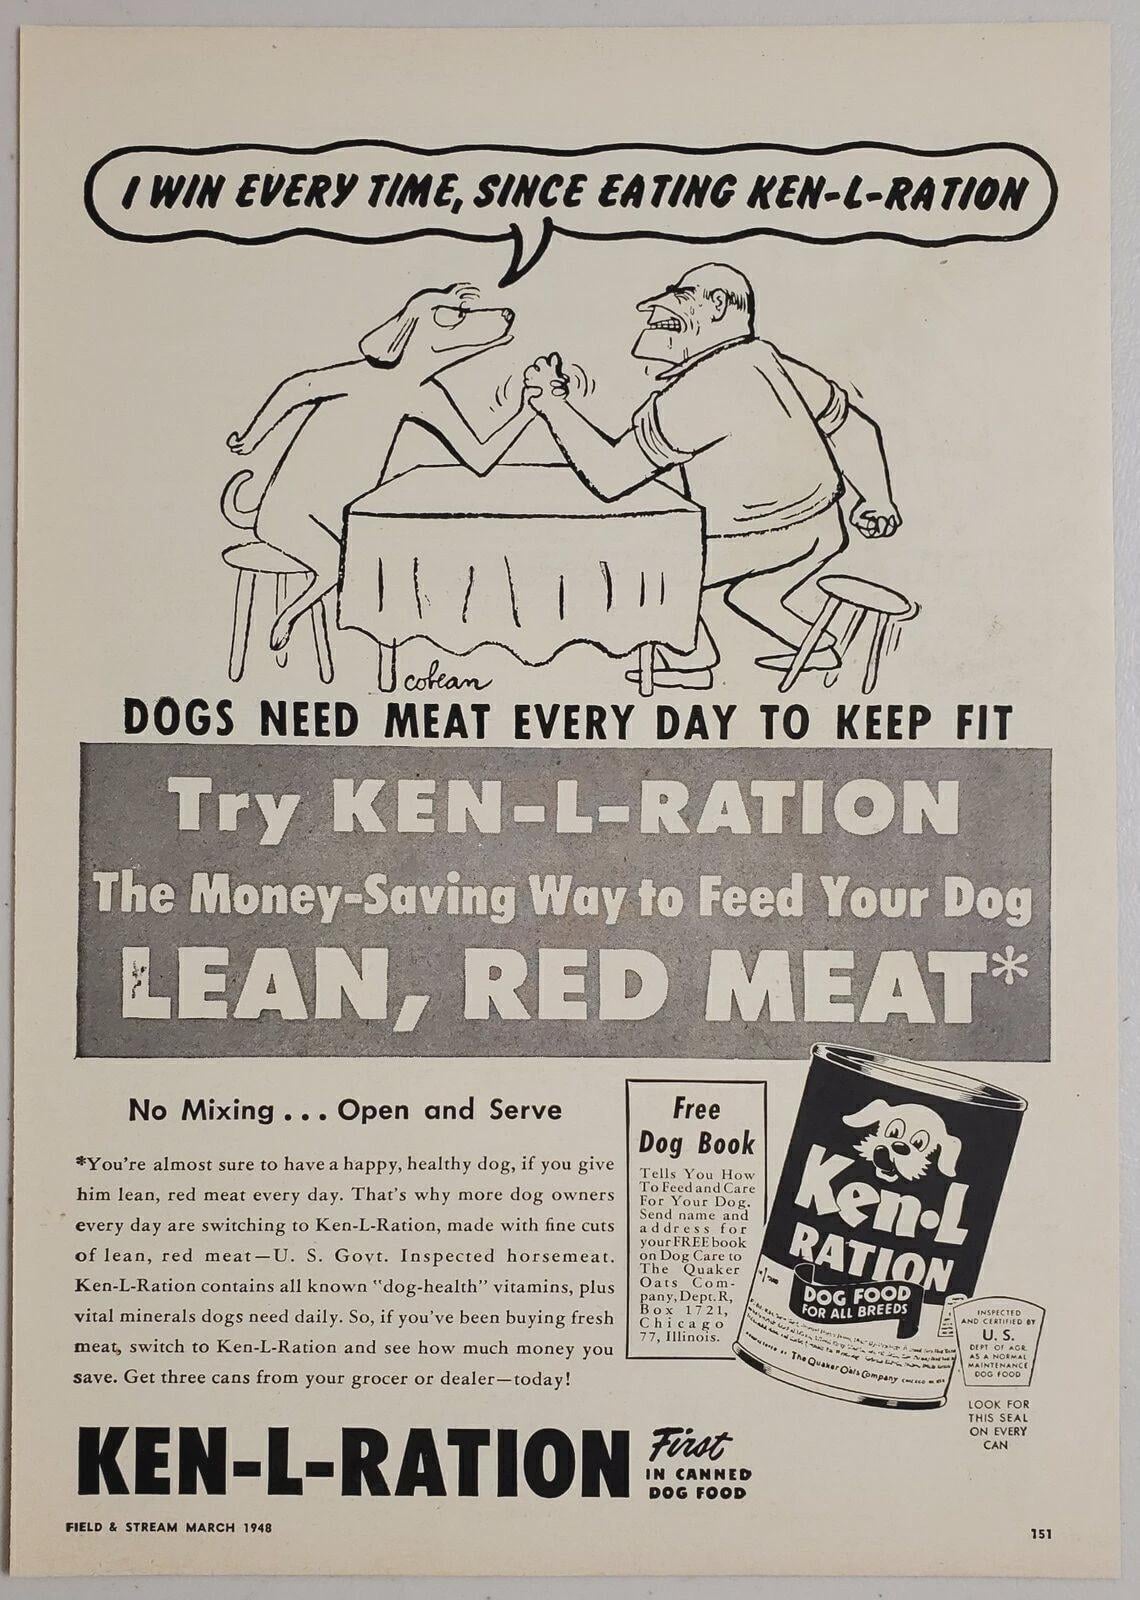 I WIN EVERY TIME, SINCE EATING KEN-L-RATION
cobean
DOGS NEED MEAT EVERY DAY TO KEEP FIT
Try KEN-L-RATION
The Money-Saving Way to Feed Your Dog
LEAN, RED MEAT*
No Mixing . . . Open and Serve
*You're almost sure to have a happy, healthy dog, if you give
him lean, red meat every day. That's why more dog owners
every day are switching to Ken-L-Ration, made with fine cuts
of lean, red meat—U. S. Govt. Inspected horsemeat.
Ken-L-Ration contains all known "dog-health" vitamins, plus
vital minerals dogs need daily. So, if you've been buying fresh
meat, switch to Ken-L-Ration and see how much money you
save. Get three cans from your grocer or dealer—today!
Free
Dog Book
Tells You How
To Feed and Care
For Your Dog.
Send name and
address for
your FREE book
on Dog Care to
The Quaker
Oats Com-
pany, Dept. R,
Box 1721,
Chicago
77, Illinois.
Ken-L
RATION
DOG FOOD
FOR ALL BREEDS
The Quaker Oats Company
INSPECTED
AND CERTIFIED BY
U. S.
DEPT OF AGR.
AS A NORMAL
MAINTENANCE
DOG FOOD
LOOK FOR
THIS SEAL
ON EVERY
CAN
KEN-L-RATION
First
IN CANNED
DOG FOOD
FIELD & STREAM MARCH 1948
151